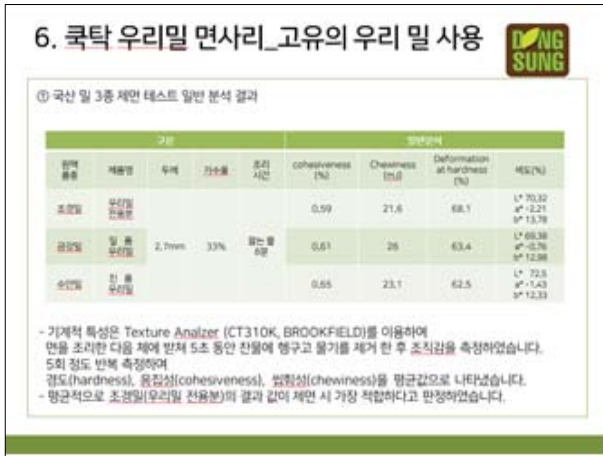 6. 쿡탁 우리밀 면사리_고유의 우리 밀 사용
DONG
SUNG
① 국산 밀 3종 제면 테스트 일반 분석 결과
구분 일반분석
원맥 품종 제품명 두께 가수율 조리 시간 cohesiveness (%) Chewiness (mJ) Deformation at hardness (%) 색도(%)
조경밀 우리밀 전용분 0.59 21.6 68.1 L* 70.32 a* -2.21 b* 13.78
금강밀 일 품 우리밀 2.7mm 33% 끓는 물 6분 0.61 26 63.4 L* 69.38 a* -0.76 b* 12.98
수안밀 진 품 우리밀 0.65 23.1 62.5 L* 72.5 a* -1.43 b* 12.33
- 기계적 특성은 Texture Analzer (CT310K, BROOKFIELD)를 이용하여
면을 조리한 다음 체에 받쳐 5초 동안 찬물에 헹구고 물기를 제거 한 후 조직감을 측정하였습니다.
5회 정도 반복 측정하며
경도(hardness), 응집성(cohesiveness), 씹힘성(chewiness)을 평균값으로 나타냈습니다.
- 평균적으로 조경밀(우리밀 전용분)의 결과 값이 제면 시 가장 적합하다고 판정하였습니다.